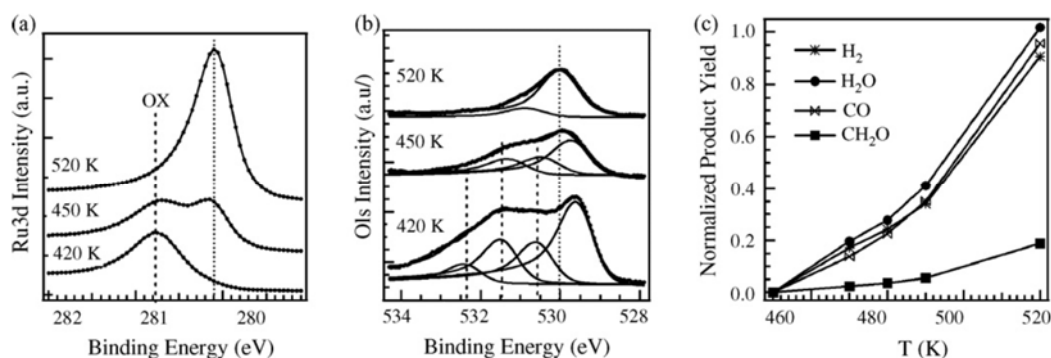 (a)
Ru3d Intensity (a.u.)
OX
520 K
450 K
420 K
282
281
280
Binding Energy (eV)
(b)
Ols Intensity (a.u/)
520 K
450 K
420 K
534
532
530
528
Binding Energy (eV)
(c)
Normalized Product Yield
1.0
0.8
0.6
0.4
0.2
0.0
H2
H2O
CO
CH2O
460
480
500
520
T (K)